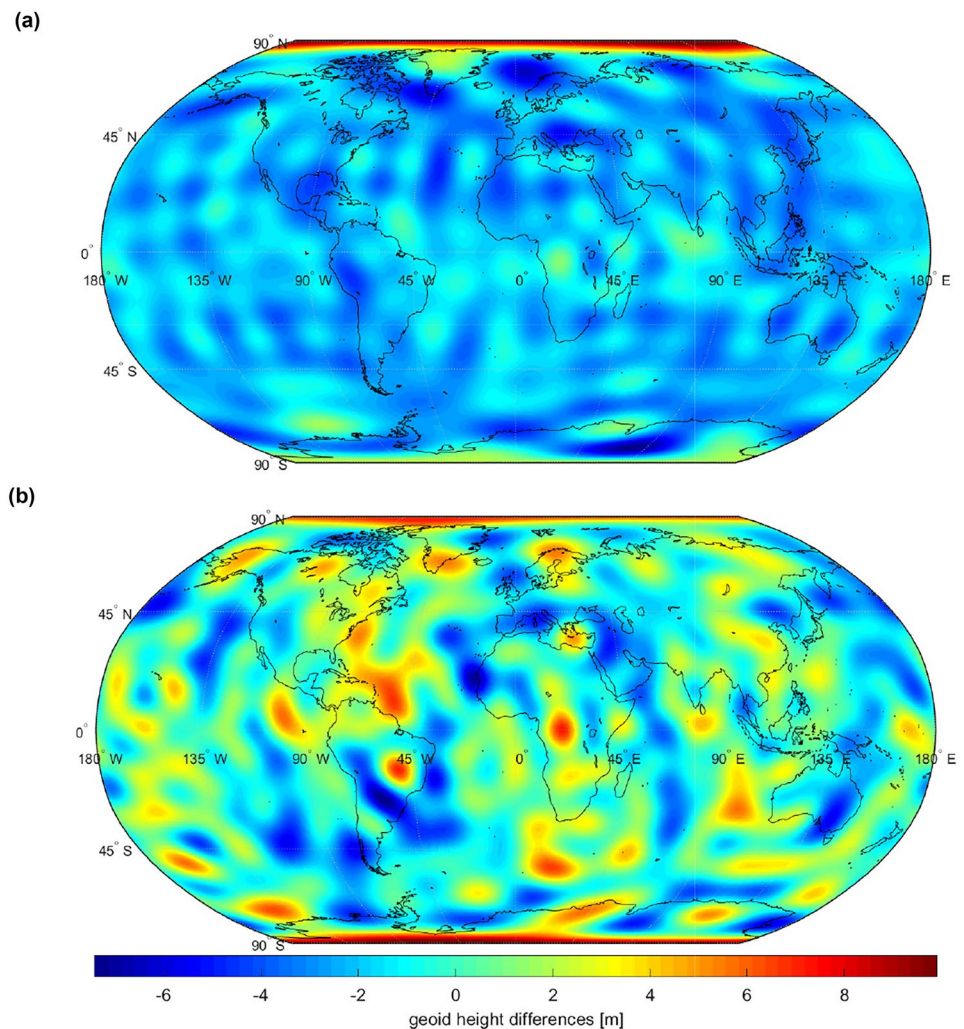 (a)
90° N
45° N
0°
180° W 135° W 90° W 45° W 0° 45° E 90° E 135° E 180° E
45° S
90° S
(b)
90° N
45° N
0°
180° W 135° W 90° W 45° W 0° 45° E 90° E 135° E 180° E
45° S
90° S
-6 -4 -2 0 2 4 6 8
geoid height differences [m]